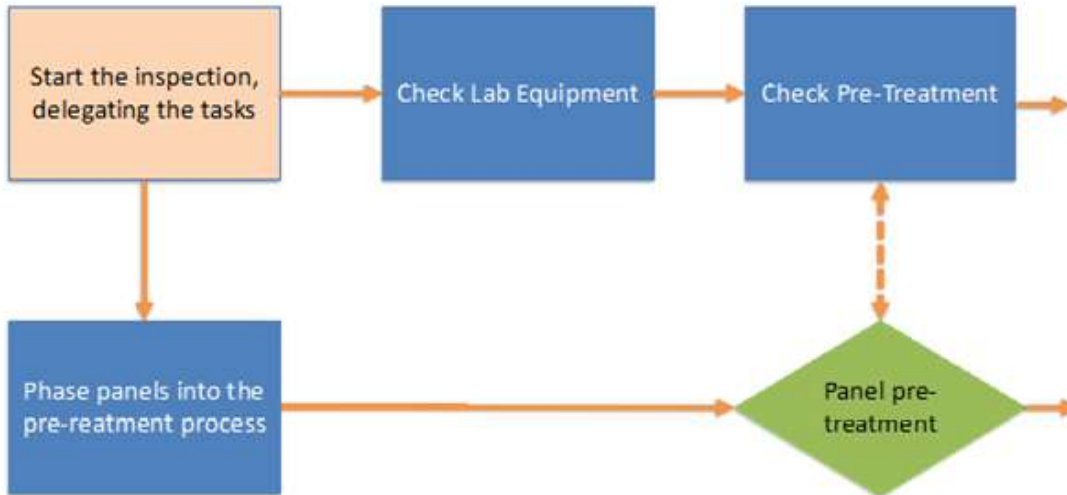 Start the inspection,
delegating the tasks
Check Lab Equipment
Check Pre-Treatment
Phase panels into the
pre-reatment process
Panel pre-
treatment